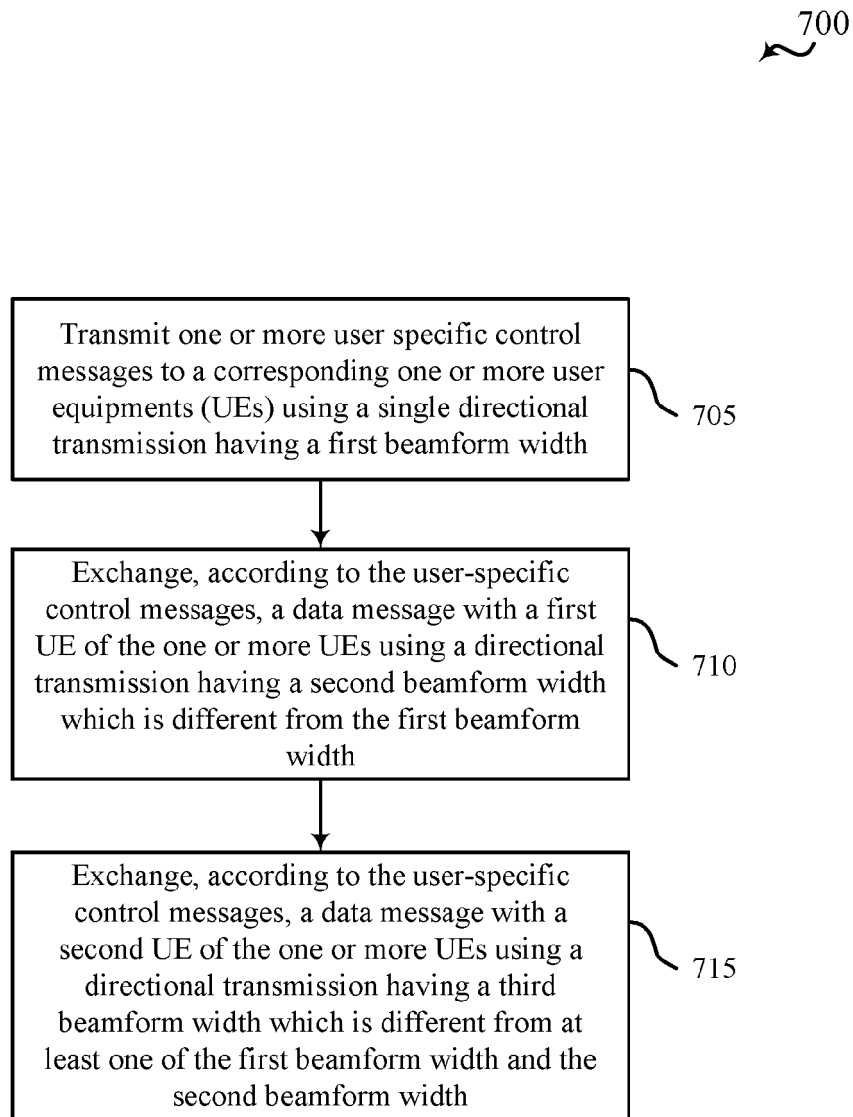 700
Transmit one or more user specific control
messages to a corresponding one or more user
equipments (UEs) using a single directional
transmission having a first beamform width
705
Exchange, according to the user-specific
control messages, a data message with a first
UE of the one or more UEs using a directional
transmission having a second beamform width
which is different from the first beamform
width
710
Exchange, according to the user-specific
control messages, a data message with a
second UE of the one or more UEs using a
directional transmission having a third
beamform width which is different from at
least one of the first beamform width and the
second beamform width
715